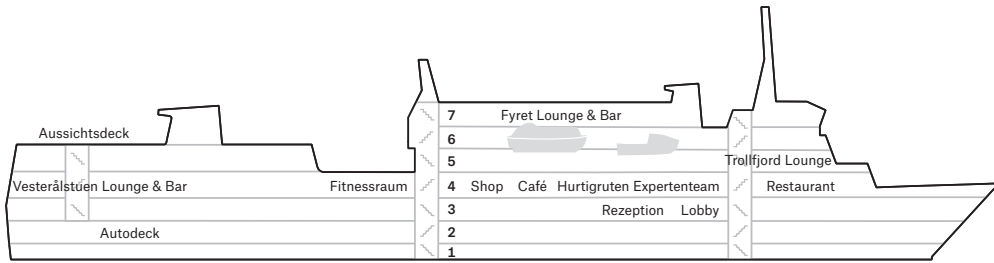 7 Fyret Lounge & Bar
Aussichtsdeck 6
5 Trollfjord Lounge
Vesterålstuen Lounge & Bar Fitnessraum 4 Shop Café Hurtigruten Expertenteam Restaurant
3 Rezeption Lobby
Autodeck 2
1